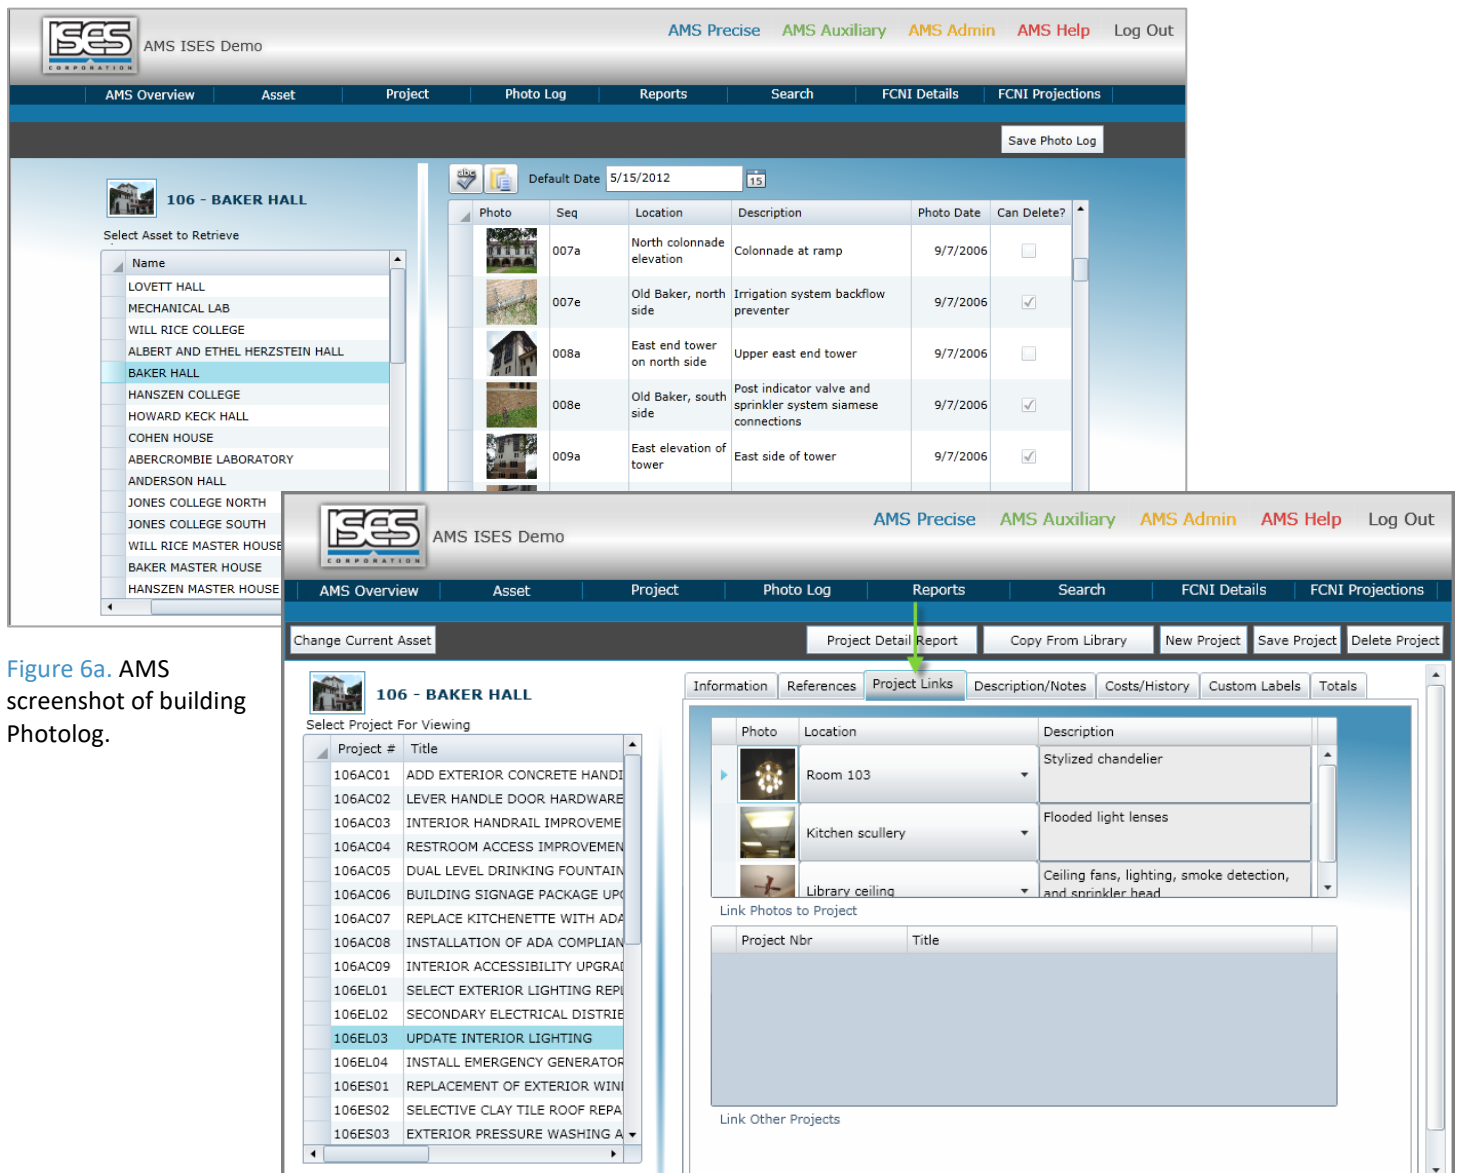 ISES
CORPORATION
AMS ISES Demo
AMS Precise AMS Auxiliary AMS Admin AMS Help Log Out
AMS Overview Asset Project Photo Log Reports Search FCNI Details FCNI Projections
Save Photo Log
106 - BAKER HALL
Select Asset to Retrieve
Name
LOVETT HALL
MECHANICAL LAB
WILL RICE COLLEGE
ALBERT AND ETHEL HERZSTEIN HALL
BAKER HALL
HANSZEN COLLEGE
HOWARD KECK HALL
COHEN HOUSE
ABERCROMBIE LABORATORY
ANDERSON HALL
JONES COLLEGE NORTH
JONES COLLEGE SOUTH
WILL RICE MASTER HOUSE
BAKER MASTER HOUSE
HANSZEN MASTER HOUSE
abc Default Date 5/15/2012 15
Photo Seq Location Description Photo Date Can Delete?
007a North colonnade elevation Colonnade at ramp 9/7/2006
007e Old Baker, north side Irrigation system backflow preventer 9/7/2006
008a East end tower on north side Upper east end tower 9/7/2006
008e Old Baker, south side Post indicator valve and sprinkler system siamese connections 9/7/2006
009a East elevation of tower East side of tower 9/7/2006
Figure 6a. AMS
screenshot of building
Photolog.
ISES
CORPORATION
AMS ISES Demo
AMS Precise AMS Auxiliary AMS Admin AMS Help Log Out
AMS Overview Asset Project Photo Log Reports Search FCNI Details FCNI Projections
Change Current Asset Project Detail Report Copy From Library New Project Save Project Delete Project
106 - BAKER HALL
Select Project For Viewing
Project # Title
106AC01 ADD EXTERIOR CONCRETE HANDI
106AC02 LEVER HANDLE DOOR HARDWARE
106AC03 INTERIOR HANDRAIL IMPROVEME
106AC04 RESTROOM ACCESS IMPROVEMEN
106AC05 DUAL LEVEL DRINKING FOUNTAIN
106AC06 BUILDING SIGNAGE PACKAGE UPG
106AC07 REPLACE KITCHENETTE WITH ADA
106AC08 INSTALLATION OF ADA COMPLIAN
106AC09 INTERIOR ACCESSIBILITY UPGRAD
106EL01 SELECT EXTERIOR LIGHTING REPL
106EL02 SECONDARY ELECTRICAL DISTRIB
106EL03 UPDATE INTERIOR LIGHTING
106EL04 INSTALL EMERGENCY GENERATOR
106ES01 REPLACEMENT OF EXTERIOR WIN
106ES02 SELECTIVE CLAY TILE ROOF REPA
106ES03 EXTERIOR PRESSURE WASHING A
Information References Project Links Description/Notes Costs/History Custom Labels Totals
Photo Location Description
Room 103 Stylized chandelier
Kitchen scullery Flooded light lenses
Library ceiling Ceiling fans, lighting, smoke detection, and sprinkler head
Link Photos to Project
Project Nbr Title
Link Other Projects